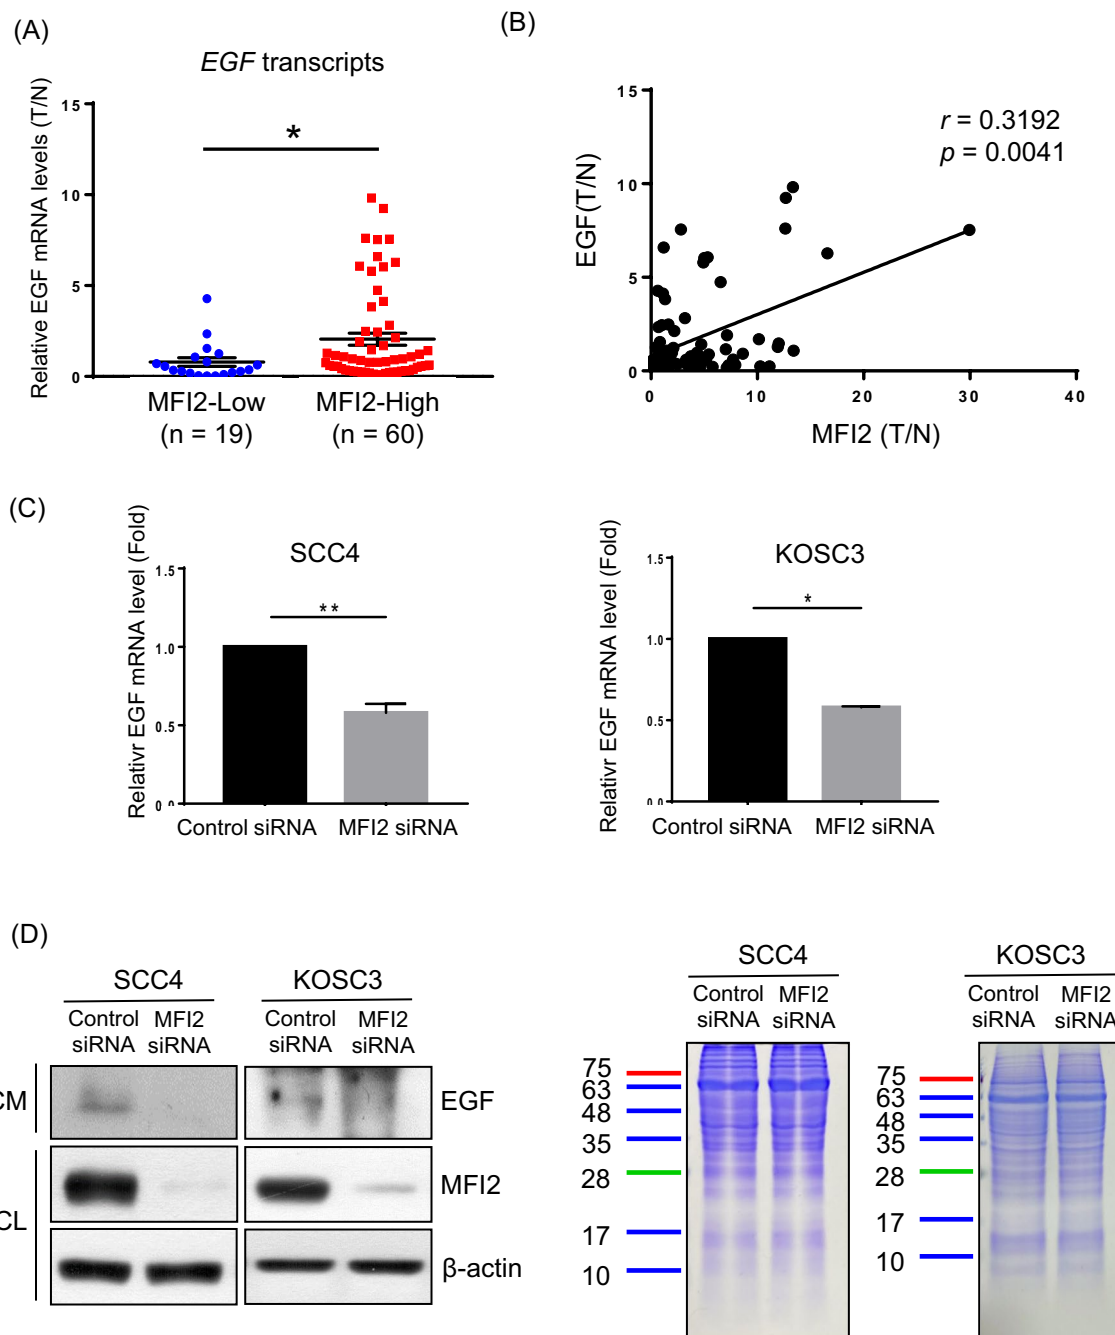 (A)
EGF transcripts
Relative EGF mRNA levels (T/N)
15
10
5
0
*
MFI2-Low
(n = 19)
MFI2-High
(n = 60)
(B)
EGF(T/N)
15
10
5
0
r = 0.3192
p = 0.0041
0
10
20
30
40
MFI2 (T/N)
(C)
SCC4
Relativr EGF mRNA level (Fold)
1.5
1.0
0.5
0.0
**
Control siRNA
MFI2 siRNA
KOSC3
Relativr EGF mRNA level (Fold)
1.5
1.0
0.5
0.0
*
Control siRNA
MFI2 siRNA
(D)
SCC4
KOSC3
Control siRNA
MFI2 siRNA
Control siRNA
MFI2 siRNA
CM
EGF
CL
MFI2
β-actin
SCC4
Control siRNA
MFI2 siRNA
75
63
48
35
28
17
10
KOSC3
Control siRNA
MFI2 siRNA
75
63
48
35
28
17
10